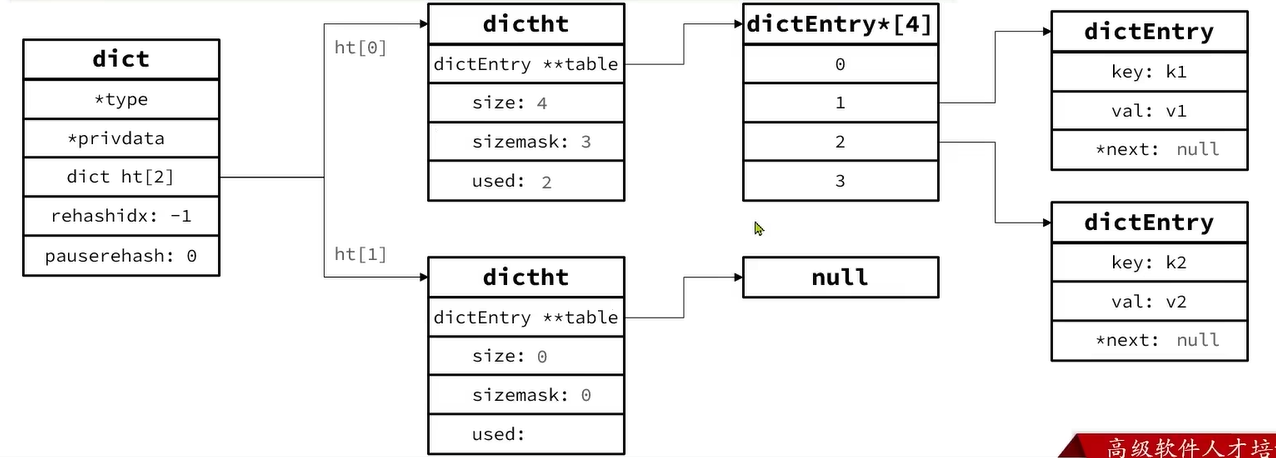 dict
*type
*privdata
dict ht[2]
rehashidx: -1
pauserehash: 0
ht[0]
dictht
dictEntry **table
size: 4
sizemask: 3
used: 2
ht[1]
dictht
dictEntry **table
size: 0
sizemask: 0
used:
dictEntry*[4]
0
1
2
3
null
dictEntry
key: k1
val: v1
*next: null
dictEntry
key: k2
val: v2
*next: null
高级软件人才培